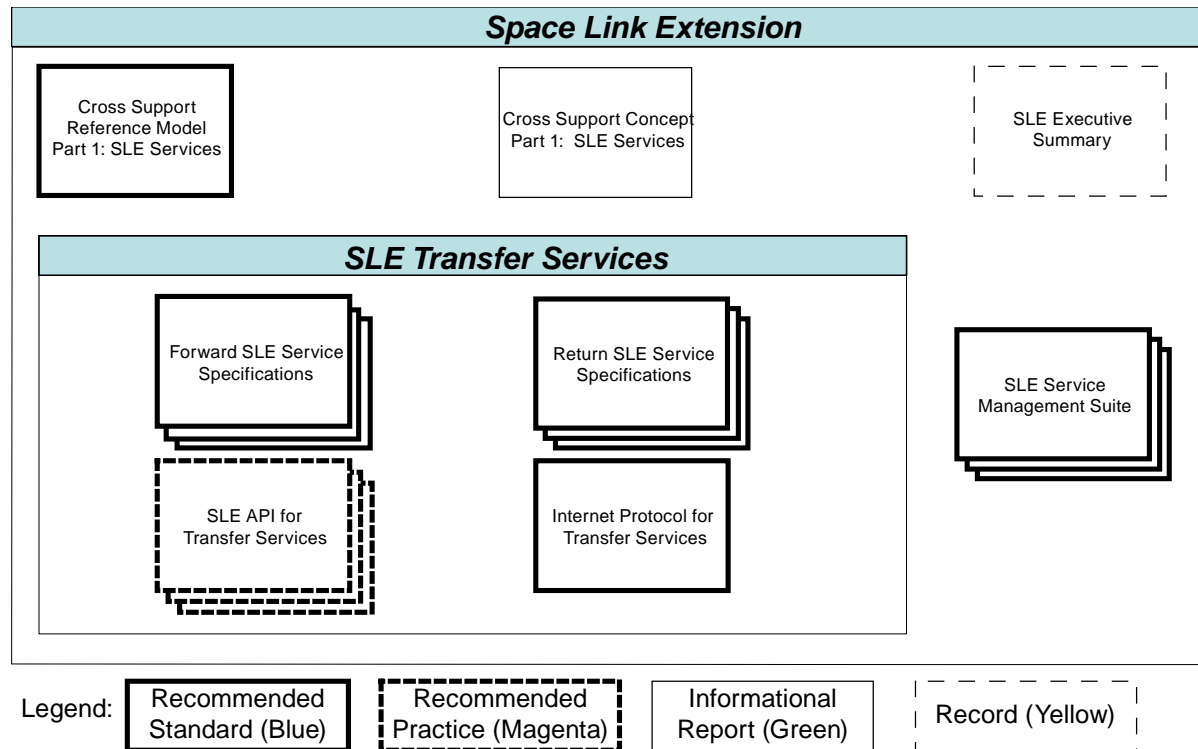 Space Link Extension
Cross Support
Reference Model
Part 1: SLE Services
Cross Support Concept
Part 1: SLE Services
SLE Executive
Summary
SLE Transfer Services
Forward SLE Service
Specifications
Return SLE Service
Specifications
SLE Service
Management Suite
SLE API for
Transfer Services
Internet Protocol for
Transfer Services
Legend:
Recommended
Standard (Blue)
Recommended
Practice (Magenta)
Informational
Report (Green)
Record (Yellow)